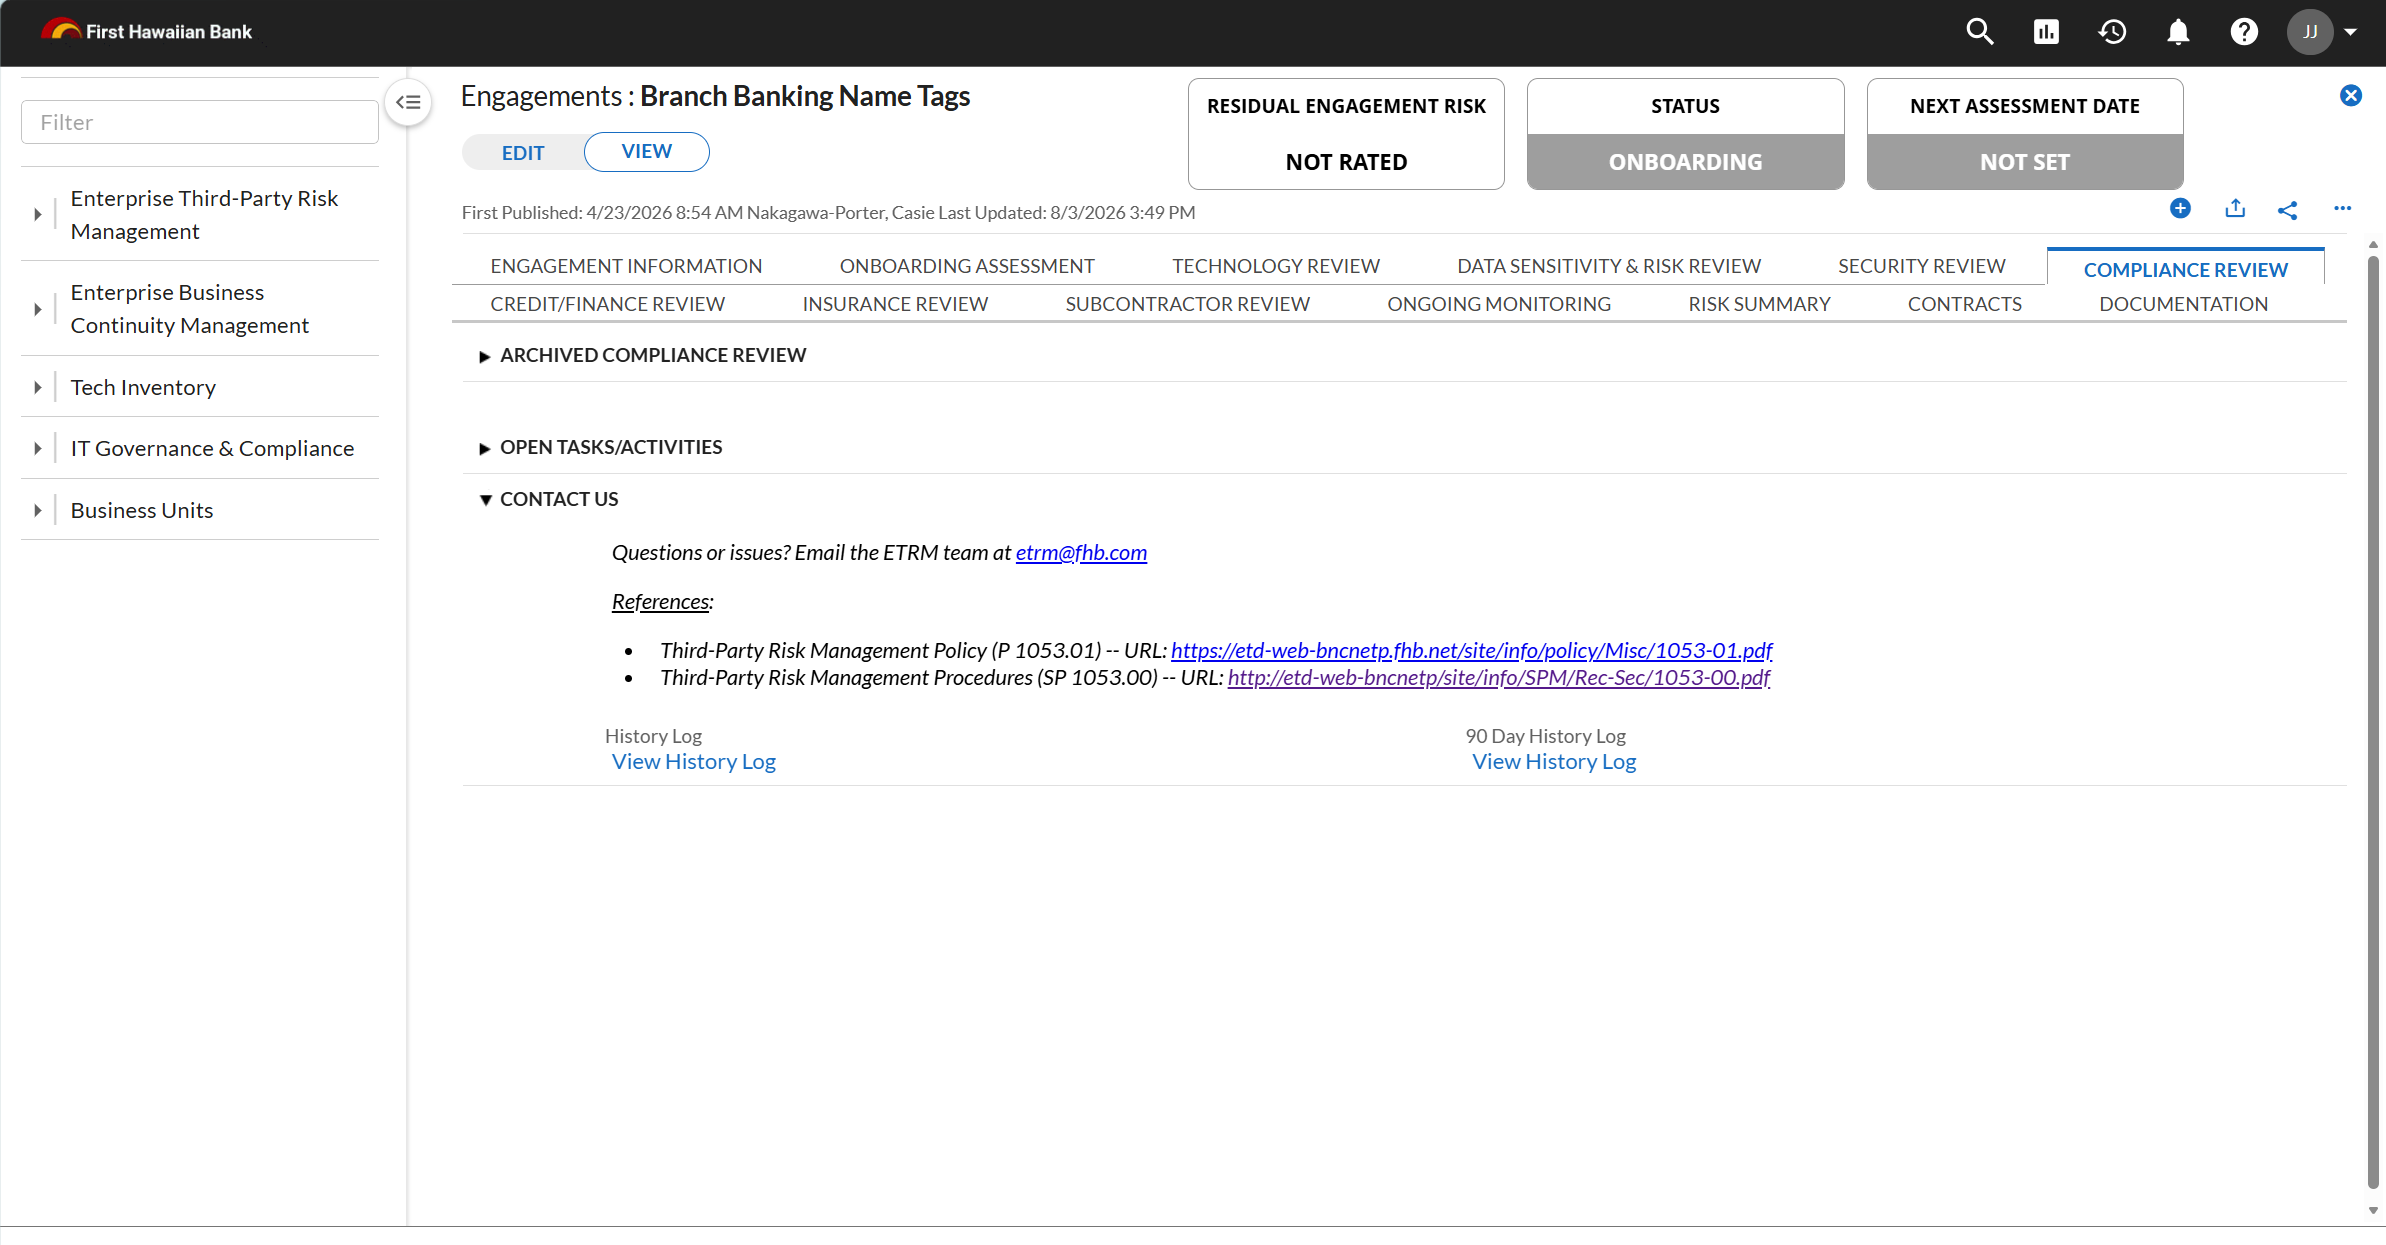 First Hawaiian Bank
JJ
Filter
Enterprise Third-Party Risk
Management
Enterprise Business
Continuity Management
Tech Inventory
IT Governance & Compliance
Business Units
Engagements : Branch Banking Name Tags
EDIT
VIEW
RESIDUAL ENGAGEMENT RISK
NOT RATED
STATUS
ONBOARDING
NEXT ASSESSMENT DATE
NOT SET
First Published: 4/23/2026 8:54 AM Nakagawa-Porter, Casie Last Updated: 8/3/2026 3:49 PM
ENGAGEMENT INFORMATION
ONBOARDING ASSESSMENT
TECHNOLOGY REVIEW
DATA SENSITIVITY & RISK REVIEW
SECURITY REVIEW
COMPLIANCE REVIEW
CREDIT/FINANCE REVIEW
INSURANCE REVIEW
SUBCONTRACTOR REVIEW
ONGOING MONITORING
RISK SUMMARY
CONTRACTS
DOCUMENTATION
ARCHIVED COMPLIANCE REVIEW
OPEN TASKS/ACTIVITIES
CONTACT US
Questions or issues? Email the ETRM team at etrm@fhb.com
References:
• Third-Party Risk Management Policy (P 1053.01) -- URL: https://etd-web-bncnetp.fhb.net/site/info/policy/Misc/1053-01.pdf
• Third-Party Risk Management Procedures (SP 1053.00) -- URL: http://etd-web-bncnetp/site/info/SPM/Rec-Sec/1053-00.pdf
History Log
View History Log
90 Day History Log
View History Log